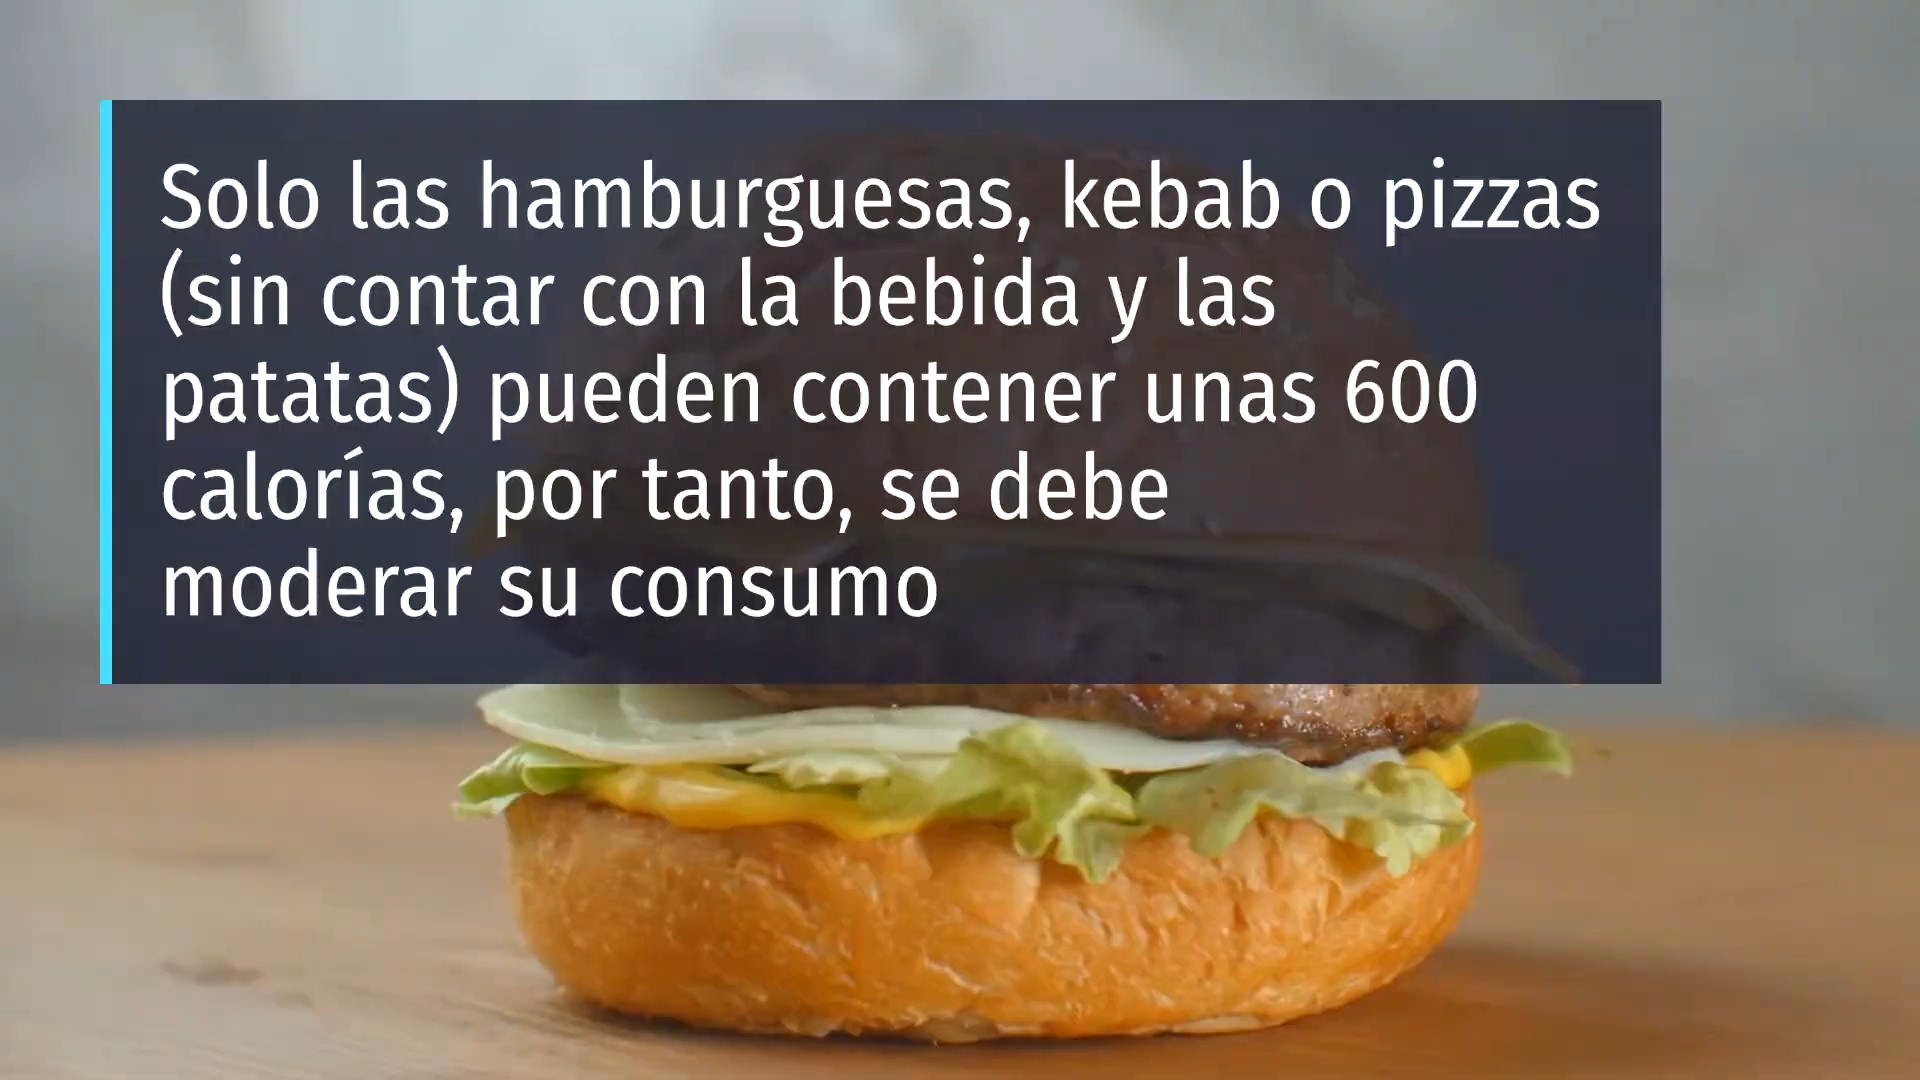 Solo las hamburguesas, kebab o pizzas
(sin contar con la bebida y las
patatas) pueden contener unas 600
calorías, por tanto, se debe
moderar su consumo